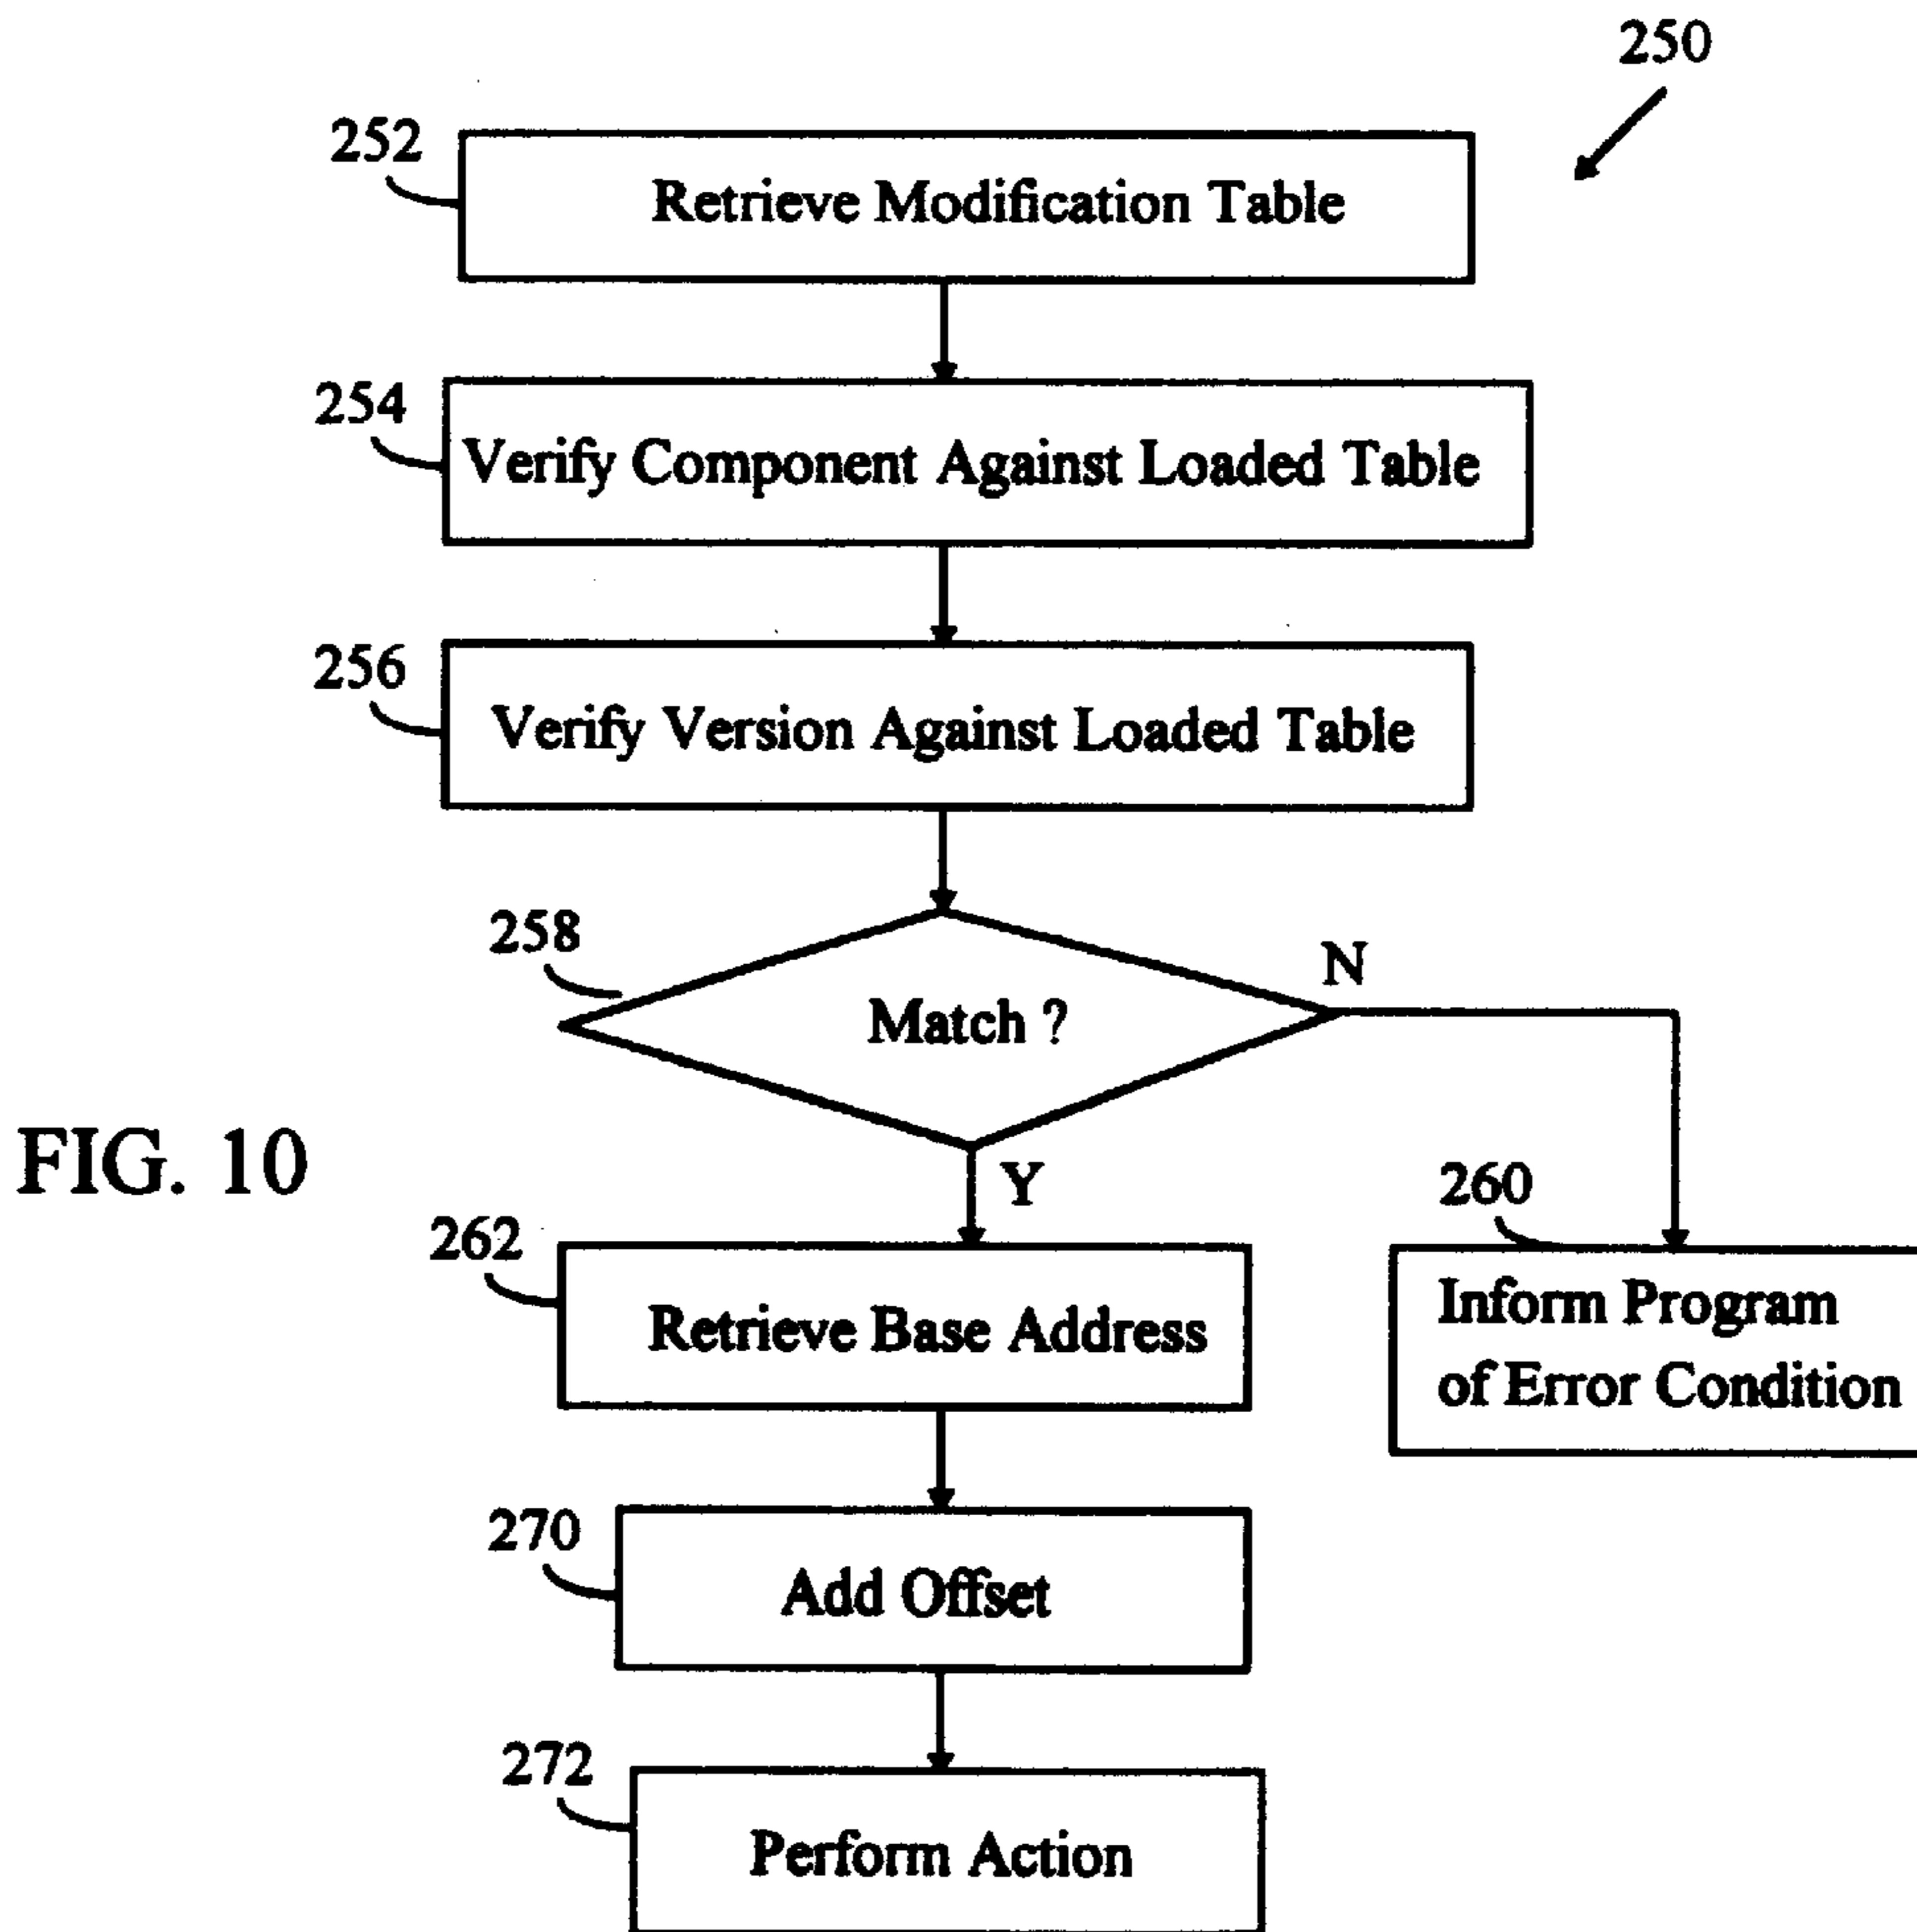 250
252
Retrieve Modification Table
254
Verify Component Against Loaded Table
256
Verify Version Against Loaded Table
258
Match ?
N
FIG. 10
Y
260
262
Retrieve Base Address
Inform Program
of Error Condition
270
Add Offset
272
Perform Action